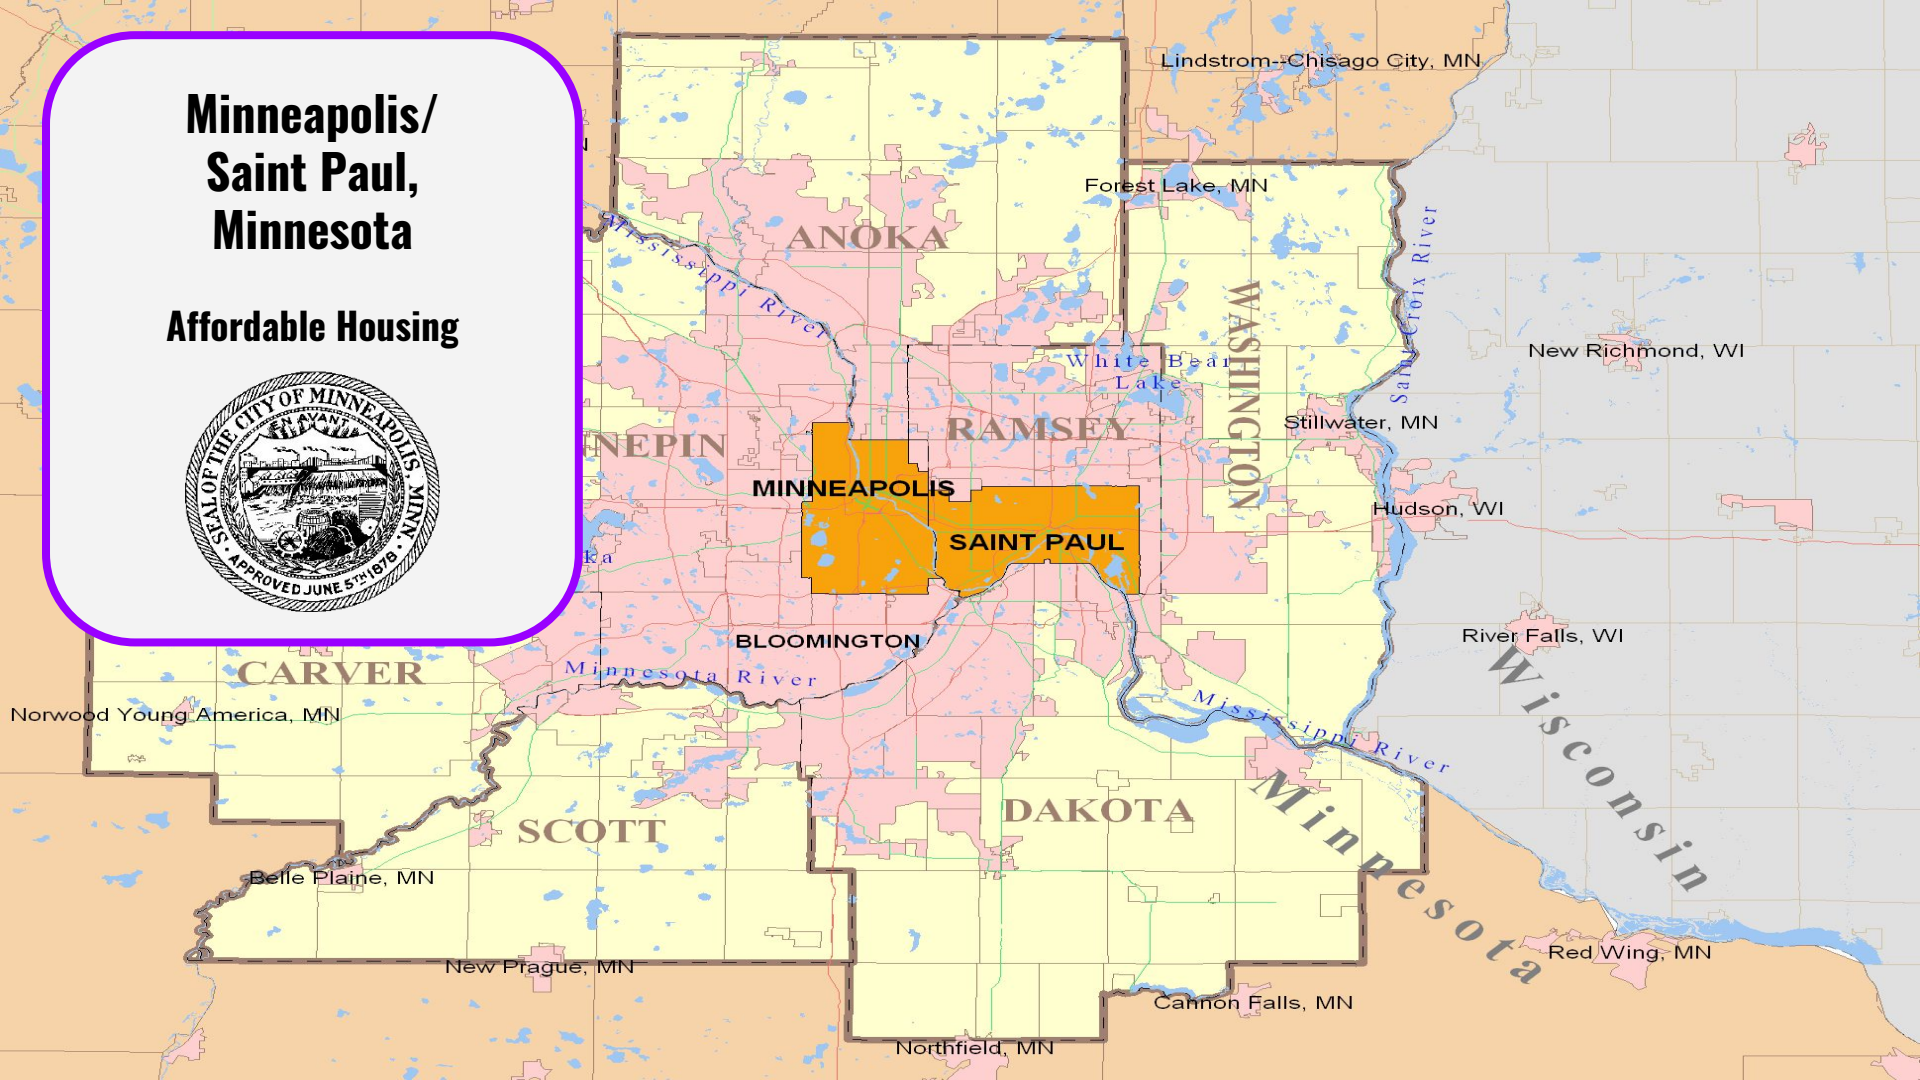 Minneapolis/
Saint Paul,
Minnesota
Affordable Housing
SEAL OF THE CITY OF MINNEAPOLIS, MINN.
EN AVANT
APPROVED JUNE 5TH 1878
Lindstrom--Chisago City, MN
Forest Lake, MN
Mississippi River
ANOKA
Saint Croix River
WASHINGTON
New Richmond, WI
White Bear
Lake
Stillwater, MN
RAMSEY
NNEPIN
MINNEAPOLIS
Hudson, WI
SAINT PAUL
ka
BLOOMINGTON
River Falls, WI
Minnesota River
CARVER
Norwood Young America, MN
Mississippi River
Wisconsin
Minnesota
DAKOTA
SCOTT
Belle Plaine, MN
Red Wing, MN
New Prague, MN
Cannon Falls, MN
Northfield, MN